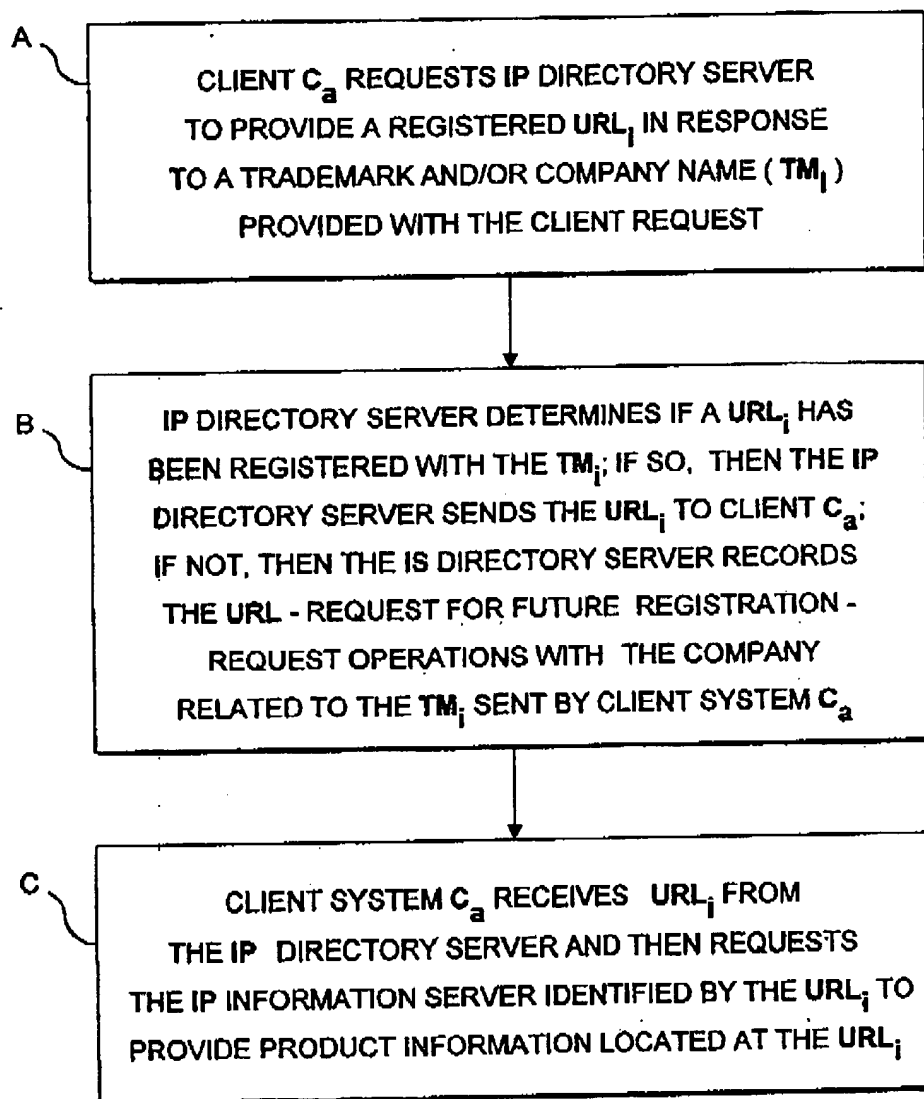 A
CLIENT Ca REQUESTS IP DIRECTORY SERVER
TO PROVIDE A REGISTERED URLi IN RESPONSE
TO A TRADEMARK AND/OR COMPANY NAME ( TMi )
PROVIDED WITH THE CLIENT REQUEST
B
IP DIRECTORY SERVER DETERMINES IF A URLi HAS
BEEN REGISTERED WITH THE TMi; IF SO, THEN THE IP
DIRECTORY SERVER SENDS THE URLi TO CLIENT Ca;
IF NOT, THEN THE IS DIRECTORY SERVER RECORDS
THE URL - REQUEST FOR FUTURE REGISTRATION -
REQUEST OPERATIONS WITH THE COMPANY
RELATED TO THE TMi SENT BY CLIENT SYSTEM Ca
C
CLIENT SYSTEM Ca RECEIVES URLi FROM
THE IP DIRECTORY SERVER AND THEN REQUESTS
THE IP INFORMATION SERVER IDENTIFIED BY THE URLi TO
PROVIDE PRODUCT INFORMATION LOCATED AT THE URLi